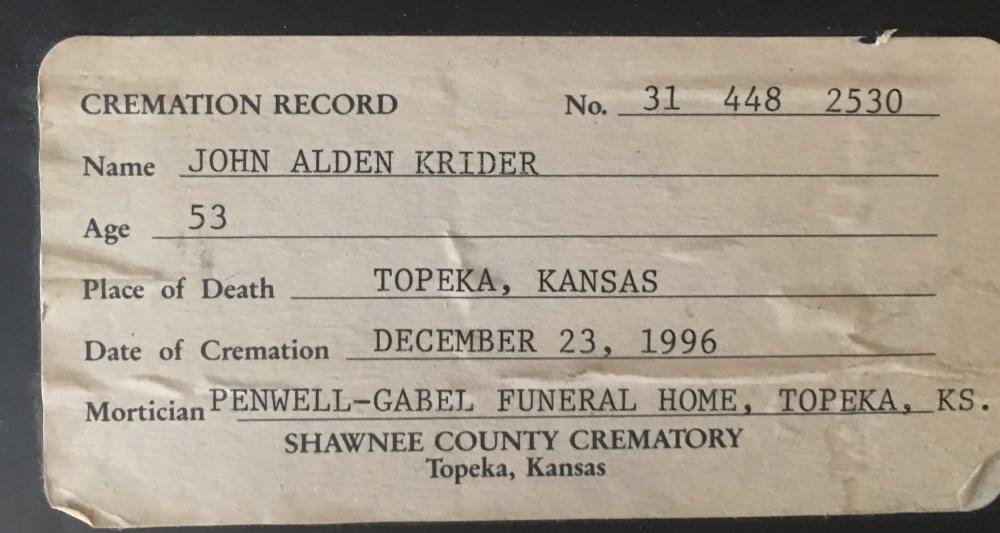 CREMATION RECORD No. 31 448 2530
Name JOHN ALDEN KRIDER
Age 53
Place of Death TOPEKA, KANSAS
Date of Cremation DECEMBER 23, 1996
Mortician PENWELL-GABEL FUNERAL HOME, TOPEKA, KS.
SHAWNEE COUNTY CREMATORY
Topeka, Kansas